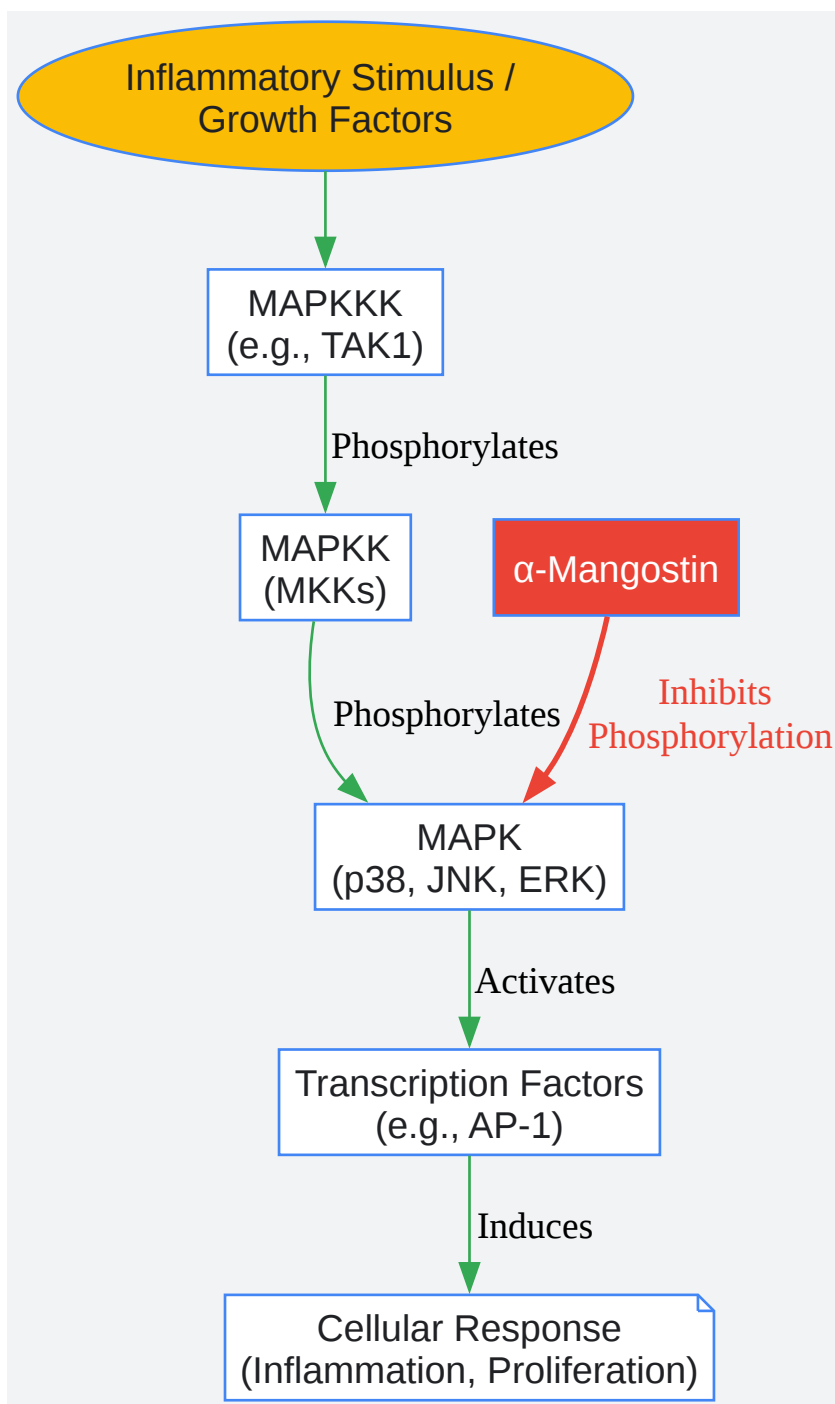 Inflammatory Stimulus /
Growth Factors
MAPKKK
(e.g., TAK1)
Phosphorylates
MAPKK
(MKKs)
α-Mangostin
Phosphorylates
Inhibits
Phosphorylation
MAPK
(p38, JNK, ERK)
Activates
Transcription Factors
(e.g., AP-1)
Induces
Cellular Response
(Inflammation, Proliferation)